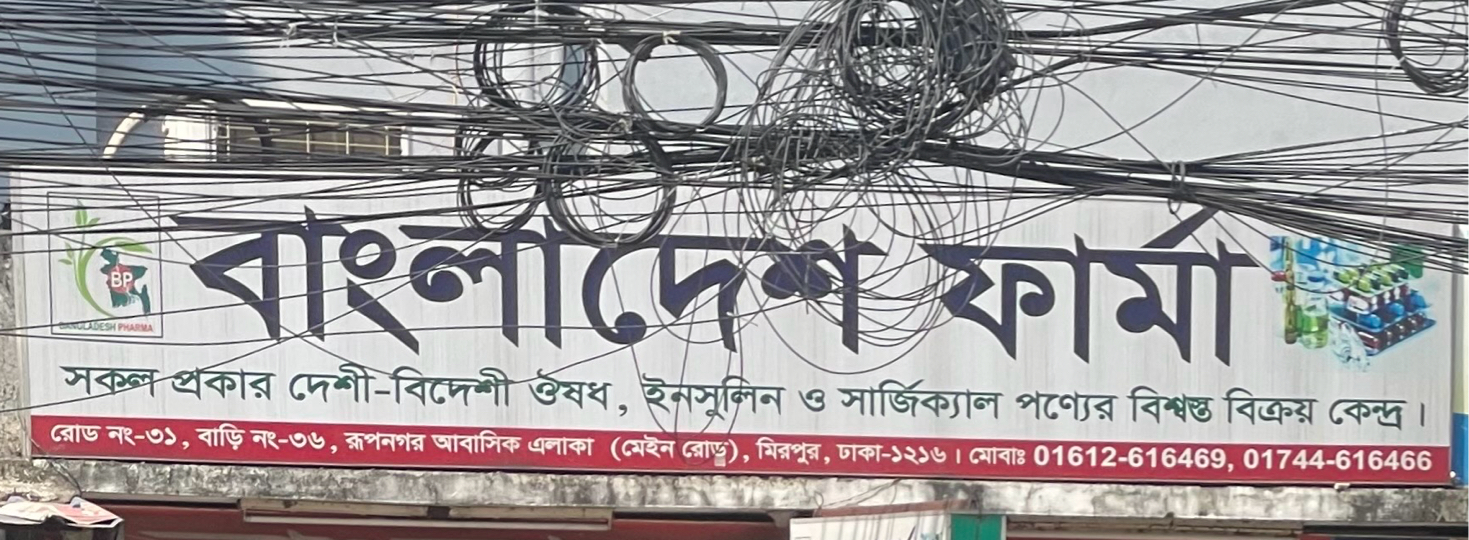 বাংলাদেশ ফার্মা
BP
BANGLADESH PHARMA
সকল প্রকার দেশী-বিদেশী ঔষধ, ইনসুলিন ও সার্জিক্যাল পণ্যের বিশ্বস্ত বিক্রয় কেন্দ্র।
রোড নং-৩১, বাড়ি নং-৩৬, রূপনগর আবাসিক এলাকা (মেইন রোড), মিরপুর, ঢাকা-১২১৬। মোবাঃ 01612-616469, 01744-616466